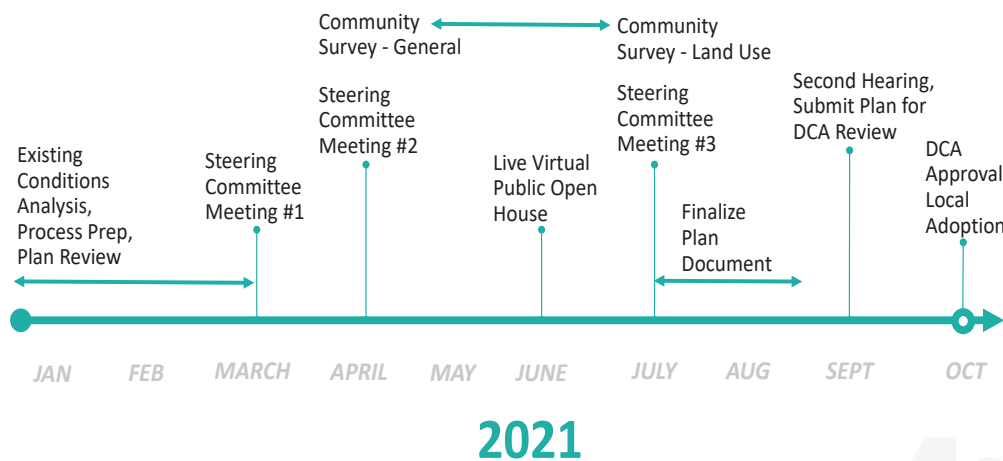 Community
Survey - General
Community
Survey - Land Use
Steering
Committee
Meeting #2
Steering
Committee
Meeting #3
Second Hearing,
Submit Plan for
DCA Review
Existing
Conditions
Analysis,
Process Prep,
Plan Review
Steering
Committee
Meeting #1
Live Virtual
Public Open
House
Finalize
Plan
Document
DCA
Approval
Local
Adoption
JAN FEB MARCH APRIL MAY JUNE JULY AUG SEPT OCT
2021